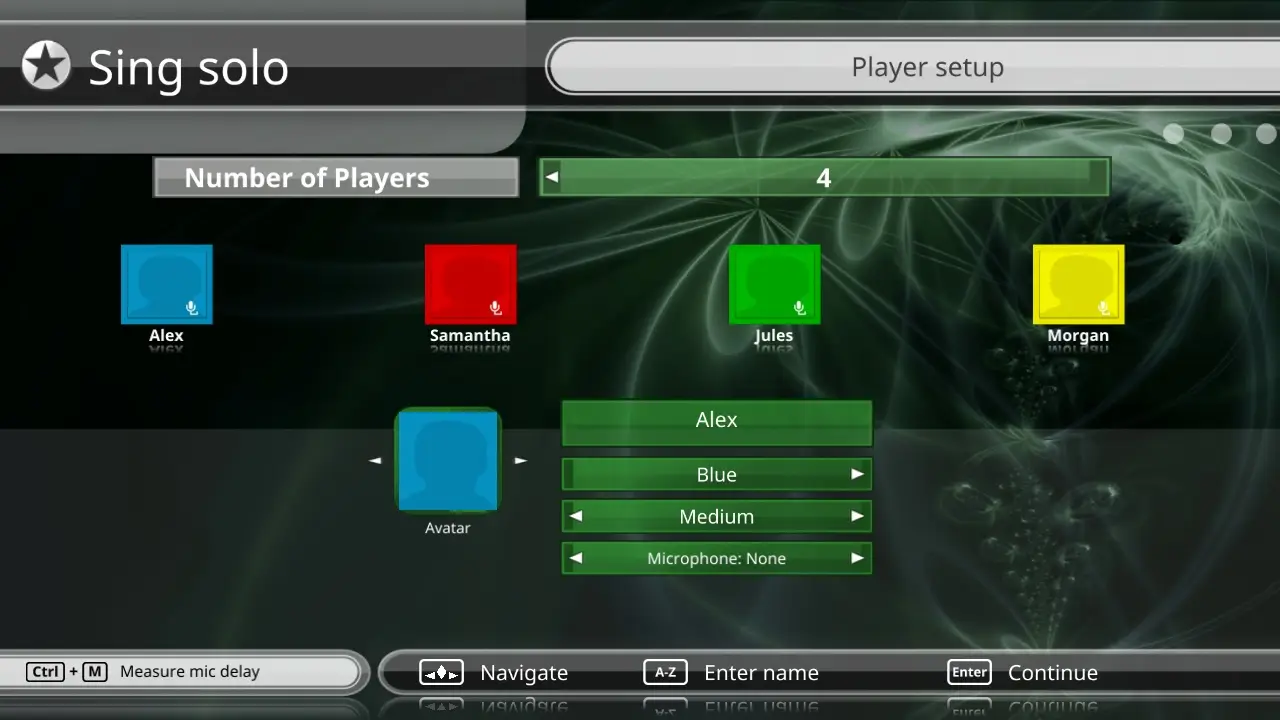 Sing solo
Player setup
Number of Players
4
Alex
Samantha
Jules
Morgan
Alex
Blue
Medium
Microphone: None
Avatar
Ctrl + M Measure mic delay
Navigate
A-Z Enter name
Enter Continue